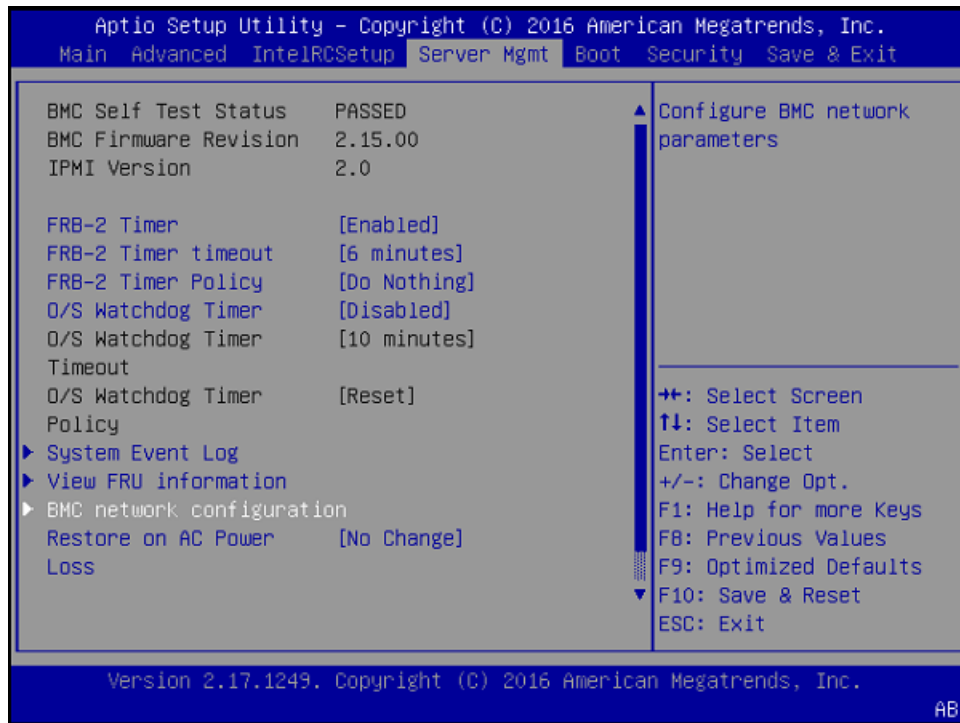 Aptio Setup Utility – Copyright (C) 2016 American Megatrends, Inc.
Main Advanced IntelRCSetup Server Mgmt Boot Security Save & Exit
BMC Self Test Status PASSED
BMC Firmware Revision 2.15.00
IPMI Version 2.0
FRB-2 Timer [Enabled]
FRB-2 Timer timeout [6 minutes]
FRB-2 Timer Policy [Do Nothing]
O/S Watchdog Timer [Disabled]
O/S Watchdog Timer [10 minutes]
Timeout
O/S Watchdog Timer [Reset]
Policy
System Event Log
View FRU information
BMC network configuration
Restore on AC Power [No Change]
Loss
Configure BMC network
parameters
→←: Select Screen
↑↓: Select Item
Enter: Select
+/-: Change Opt.
F1: Help for more Keys
F8: Previous Values
F9: Optimized Defaults
F10: Save & Reset
ESC: Exit
Version 2.17.1249. Copyright (C) 2016 American Megatrends, Inc.
AB